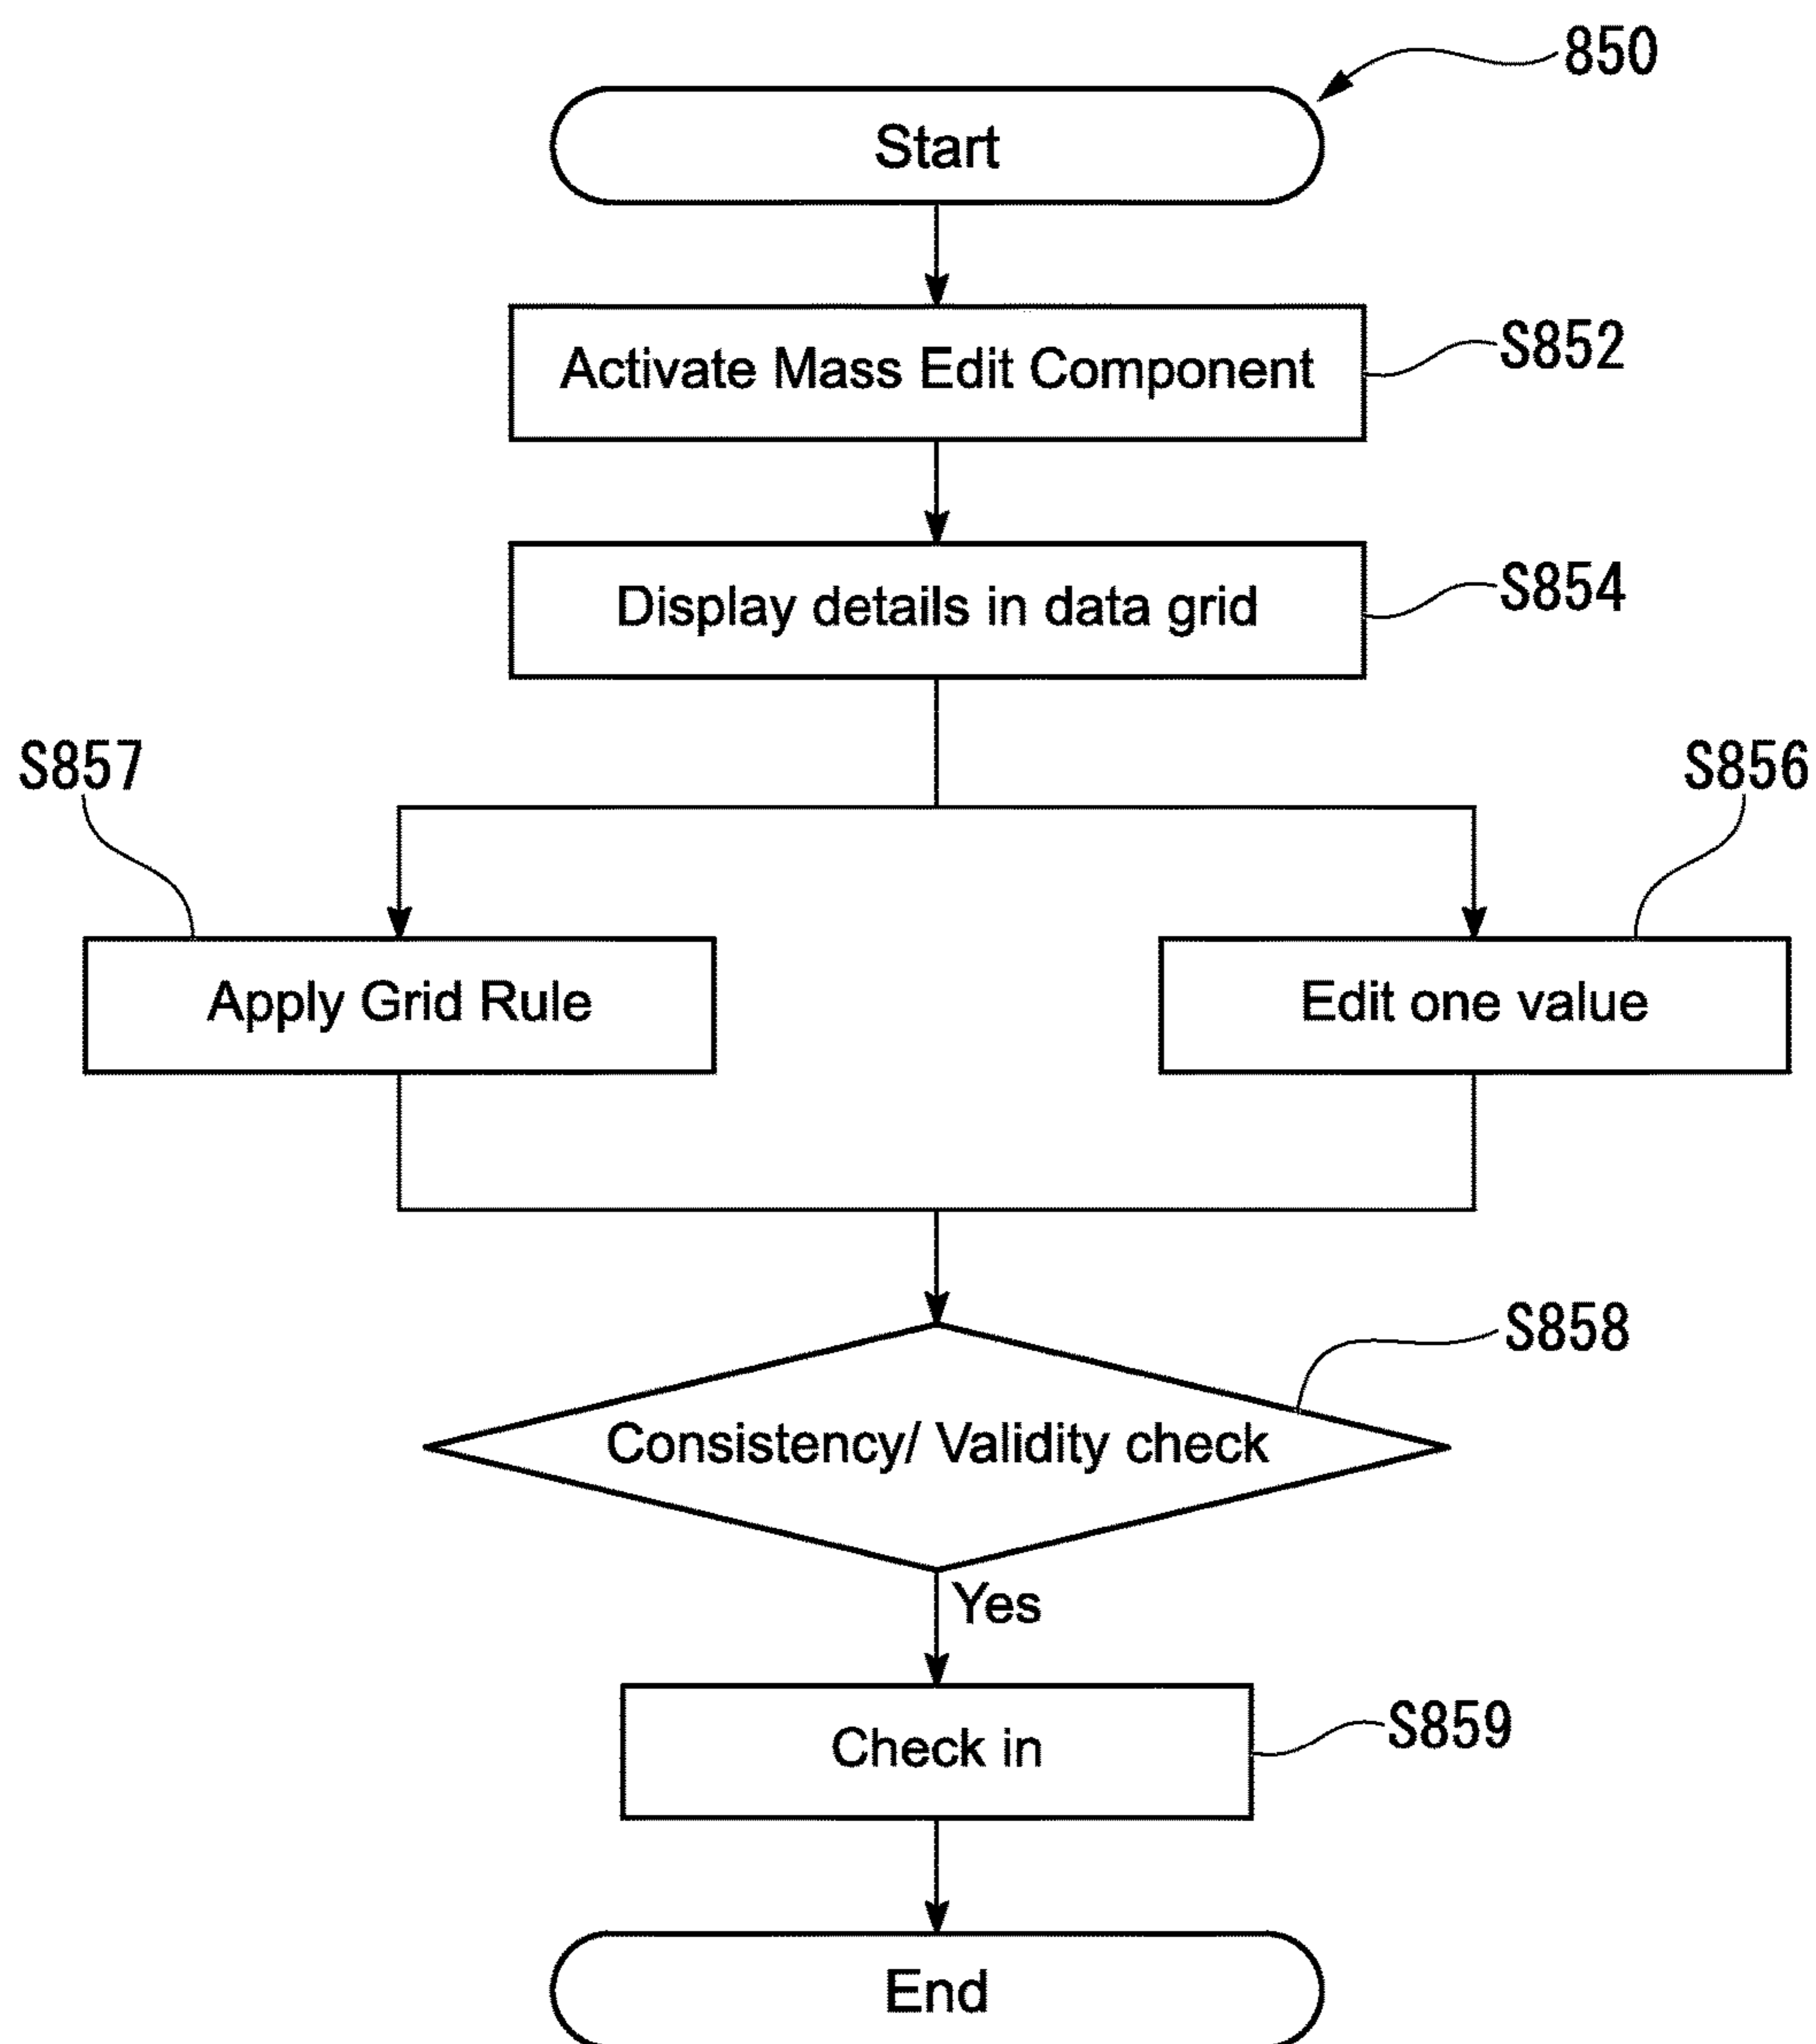 850
Start
Activate Mass Edit Component
S852
Display details in data grid
S854
S857
S856
Apply Grid Rule
Edit one value
S858
Consistency/ Validity check
Yes
Check in
S859
End